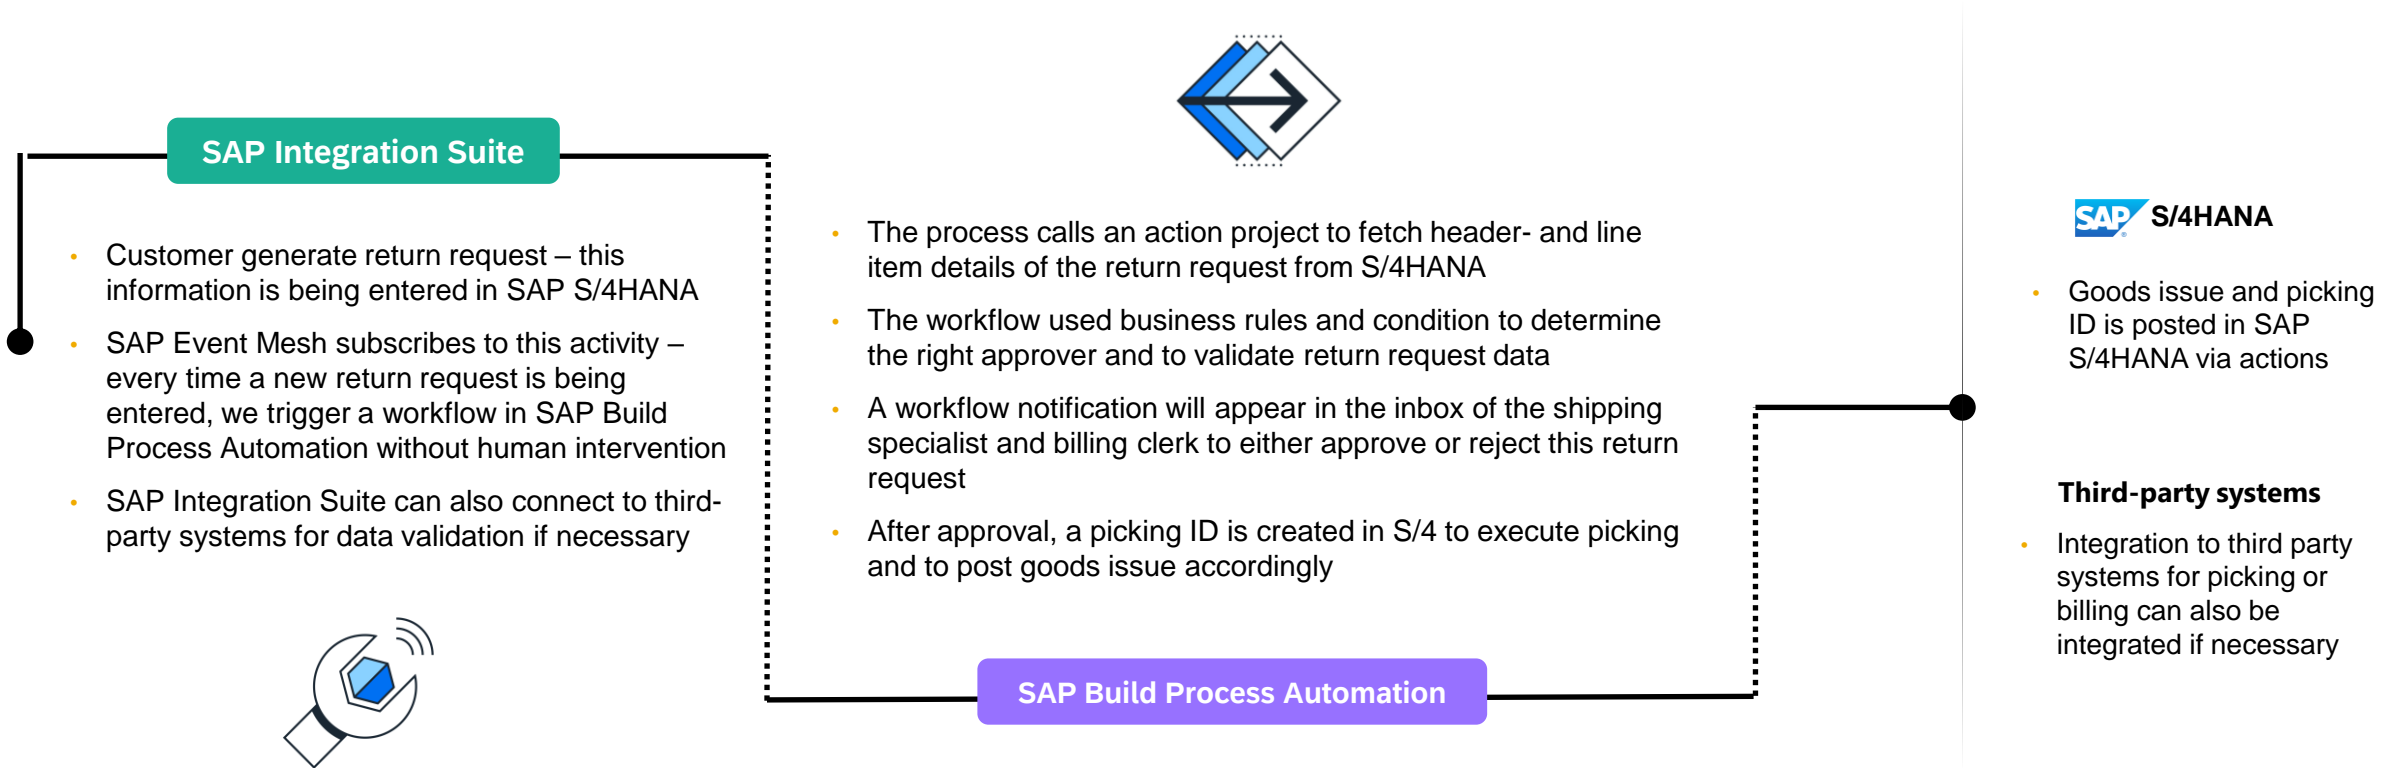 SAP Integration Suite
• Customer generate return request – this
information is being entered in SAP S/4HANA
• SAP Event Mesh subscribes to this activity –
every time a new return request is being
entered, we trigger a workflow in SAP Build
Process Automation without human intervention
• SAP Integration Suite can also connect to third-
party systems for data validation if necessary
• The process calls an action project to fetch header- and line
item details of the return request from S/4HANA
• The workflow used business rules and condition to determine
the right approver and to validate return request data
• A workflow notification will appear in the inbox of the shipping
specialist and billing clerk to either approve or reject this return
request
• After approval, a picking ID is created in S/4 to execute picking
and to post goods issue accordingly
SAP Build Process Automation
SAP® S/4HANA
• Goods issue and picking
ID is posted in SAP
S/4HANA via actions
Third-party systems
• Integration to third party
systems for picking or
billing can also be
integrated if necessary